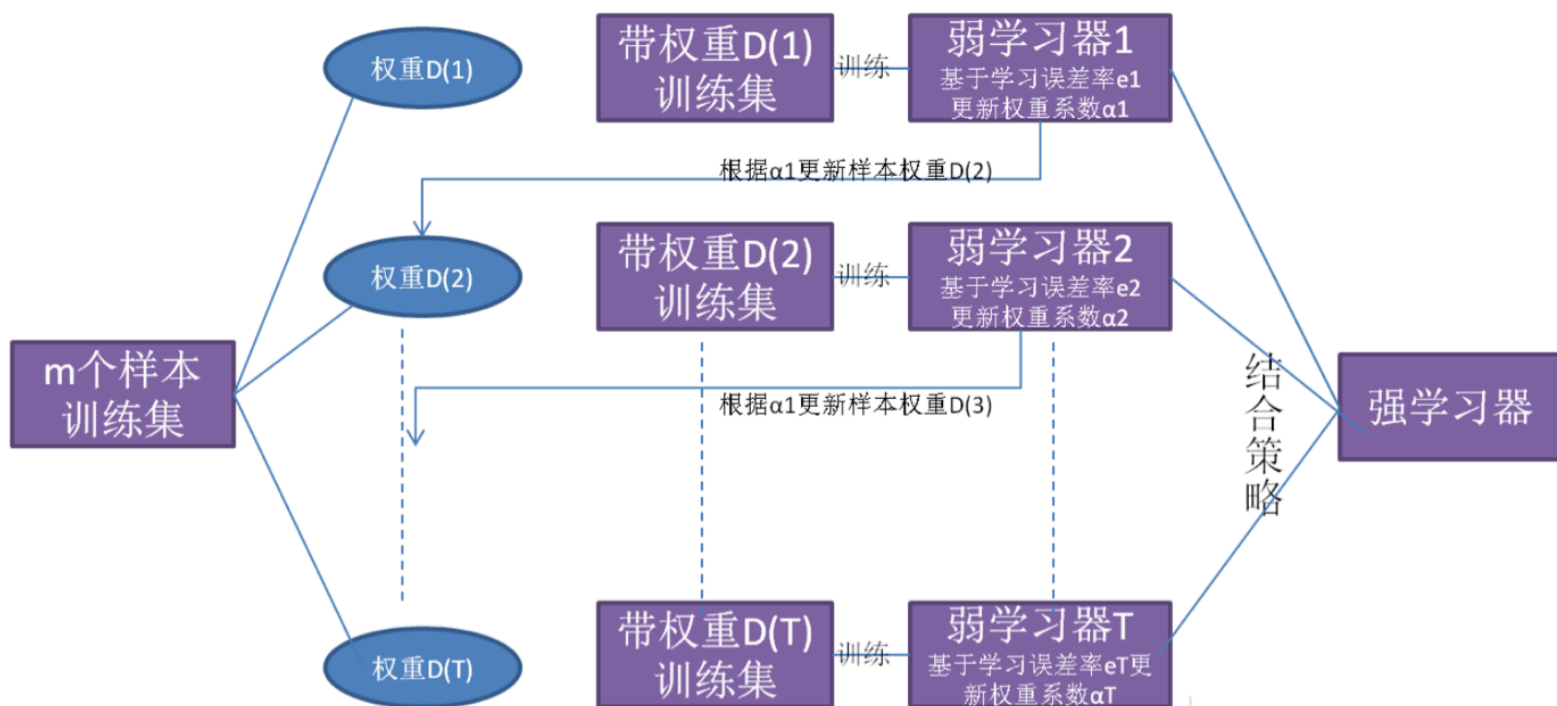 权重D(1)
带权重D(1)
训练集
训练
弱学习器1
基于学习误差率e1
更新权重系数α1
根据α1更新样本权重D(2)
权重D(2)
带权重D(2)
训练集
训练
弱学习器2
基于学习误差率e2
更新权重系数α2
m个样本
训练集
根据α1更新样本权重D(3)
结
合
策
略
强学习器
权重D(T)
带权重D(T)
训练集
训练
弱学习器T
基于学习误差率eT更
新权重系数αT